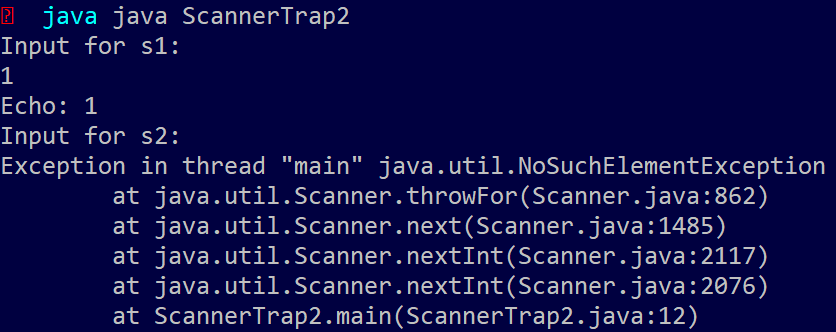 java java ScannerTrap2
Input for s1:
1
Echo: 1
Input for s2:
Exception in thread "main" java.util.NoSuchElementException
        at java.util.Scanner.throwFor(Scanner.java:862)
        at java.util.Scanner.next(Scanner.java:1485)
        at java.util.Scanner.nextInt(Scanner.java:2117)
        at java.util.Scanner.nextInt(Scanner.java:2076)
        at ScannerTrap2.main(ScannerTrap2.java:12)